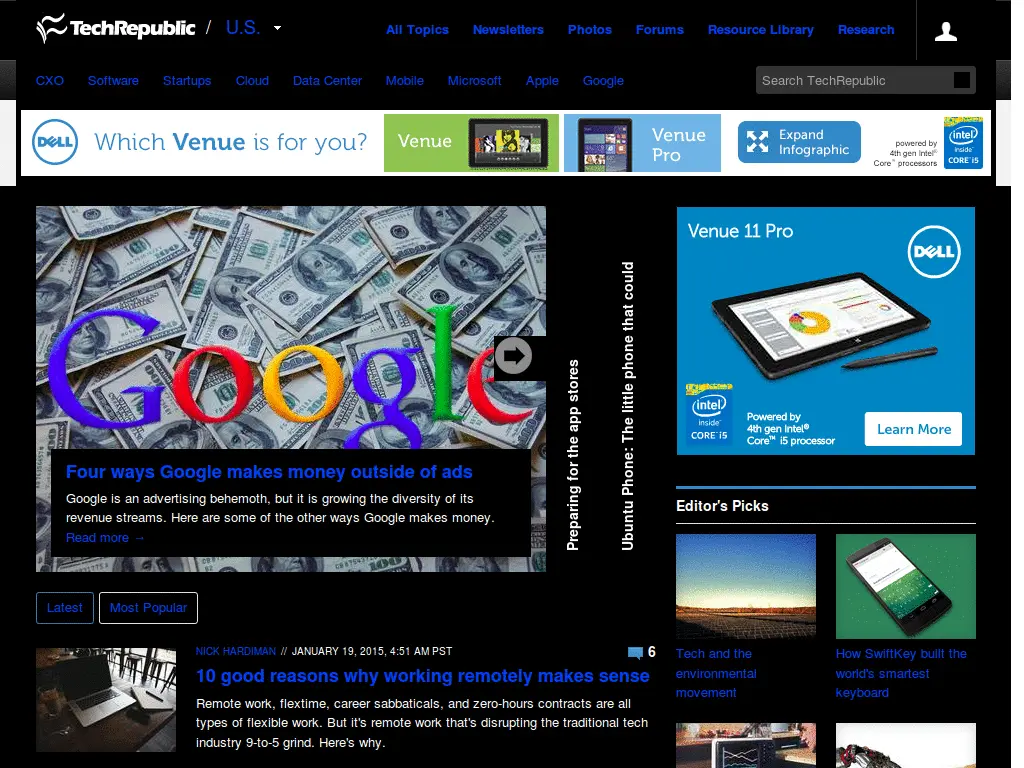 TechRepublic / U.S.
All Topics Newsletters Photos Forums Resource Library Research
CXO Software Startups Cloud Data Center Mobile Microsoft Apple Google
Search TechRepublic
DELL Which Venue is for you?
Venue
Venue
Pro
Expand
Infographic
powered by
4th gen Intel®
Core™ processors
intel
inside™
CORE i5
Google
Four ways Google makes money outside of ads
Google is an advertising behemoth, but it is growing the diversity of its
revenue streams. Here are some of the other ways Google makes money.
Read more →
Preparing for the app stores
Ubuntu Phone: The little phone that could
Venue 11 Pro
DELL
intel
inside™
CORE i5
Powered by
4th gen Intel®
Core™ i5 processor
Learn More
Latest Most Popular
NICK HARDIMAN // JANUARY 19, 2015, 4:51 AM PST
6
10 good reasons why working remotely makes sense
Remote work, flextime, career sabbaticals, and zero-hours contracts are all
types of flexible work. But it's remote work that's disrupting the traditional tech
industry 9-to-5 grind. Here's why.
Editor's Picks
Tech and the
environmental
movement
How SwiftKey built the
world's smartest
keyboard